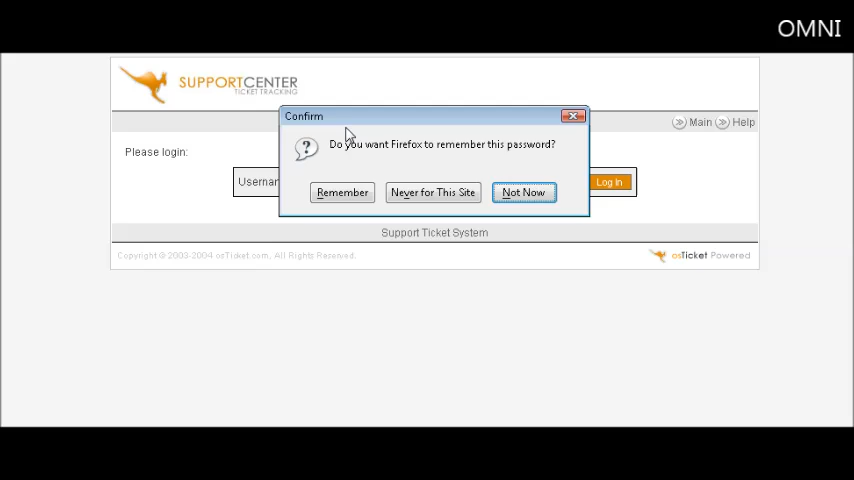 OMNI
SUPPORTCENTER
TICKET TRACKING
Confirm
Main Help
Do you want Firefox to remember this password?
?
Please login:
Remember Never for This Site Not Now
Log In
Support Ticket System
Copyright © 2003-2004 osTicket.com, All Rights Reserved.
osTicket Powered